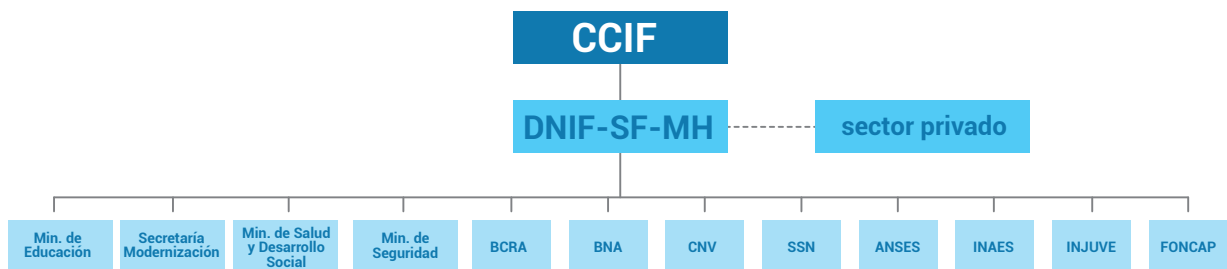 CCIF
DNIF-SF-MH
sector privado
Min. de
Educación
Secretaría
Modernización
Min. de Salud
y Desarrollo
Social
Min. de
Seguridad
BCRA
BNA
CNV
SSN
ANSES
INAES
INJUVE
FONCAP